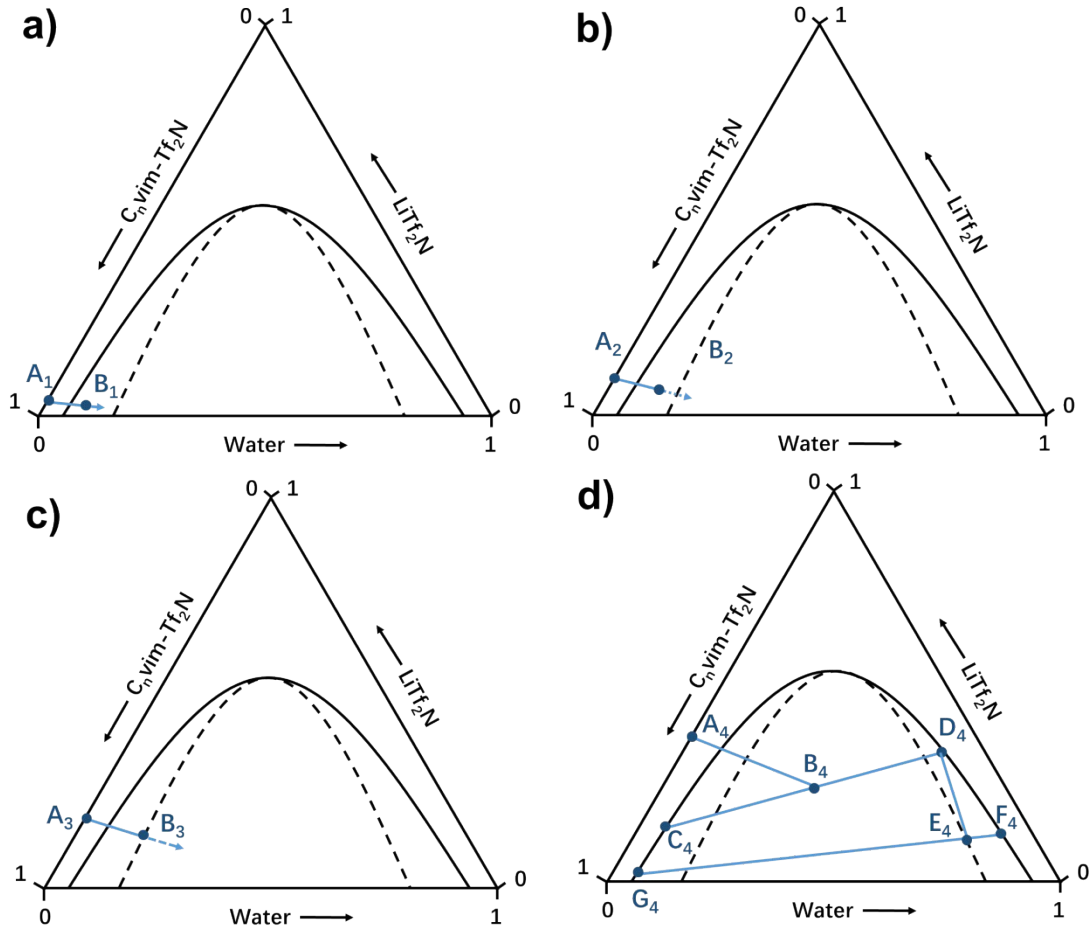 a)
0 1
CₙVim-Tf₂N
LiTf₂N
A₁
B₁
1
0
0
Water
1
b)
0 1
CₙVim-Tf₂N
LiTf₂N
A₂
B₂
1
0
0
Water
1
c)
0 1
CₙVim-Tf₂N
LiTf₂N
A₃
B₃
1
0
0
Water
1
d)
0 1
CₙVim-Tf₂N
LiTf₂N
A₄
B₄
D₄
C₄
E₄
F₄
G₄
1
0
0
Water
1